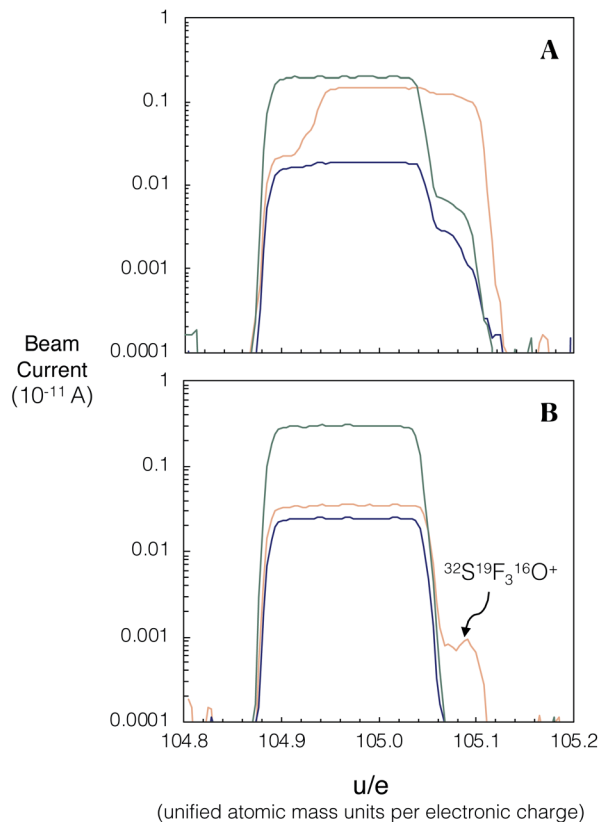 1
0.1
0.01
0.001
0.0001
A
Beam
Current
(10⁻¹¹ A)
1
0.1
0.01
0.001
0.0001
B
³²S¹⁹F₃¹⁶O⁺
104.8 104.9 105.0 105.1 105.2
u/e
(unified atomic mass units per electronic charge)